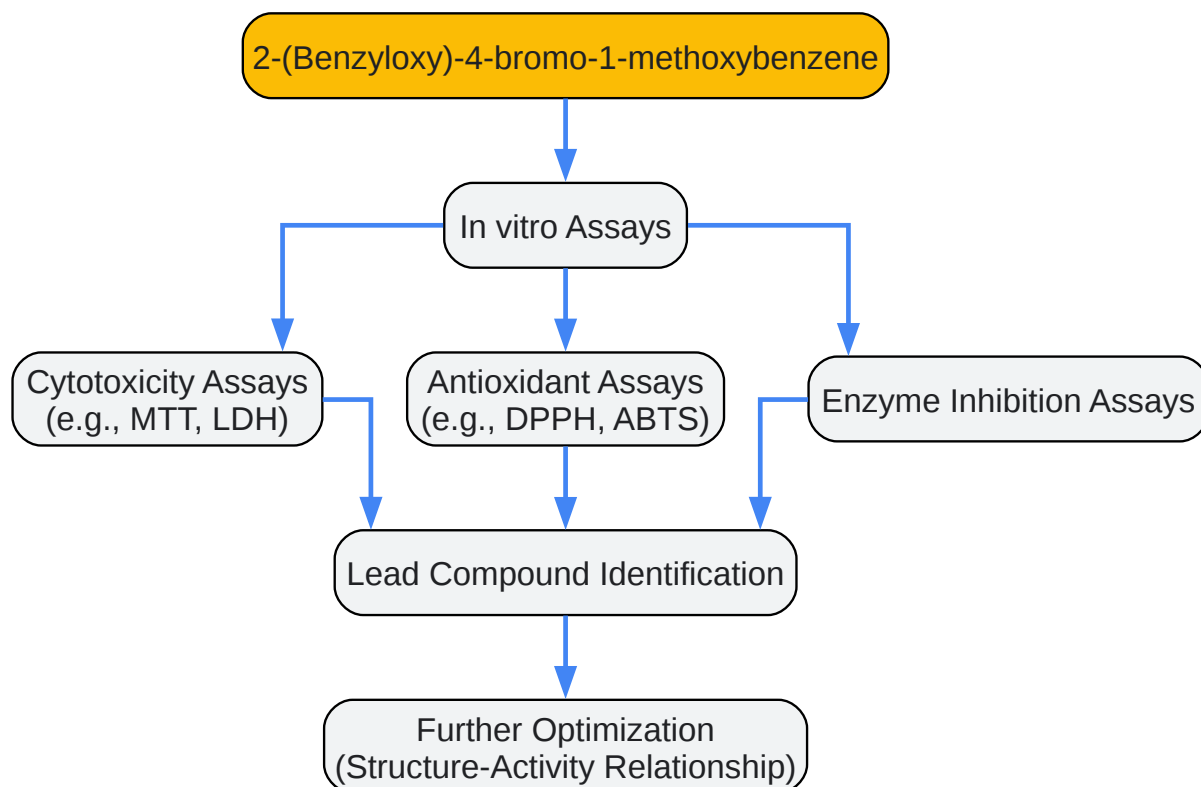 2-(Benzyloxy)-4-bromo-1-methoxybenzene
In vitro Assays
Cytotoxicity Assays
(e.g., MTT, LDH)
Antioxidant Assays
(e.g., DPPH, ABTS)
Enzyme Inhibition Assays
Lead Compound Identification
Further Optimization
(Structure-Activity Relationship)